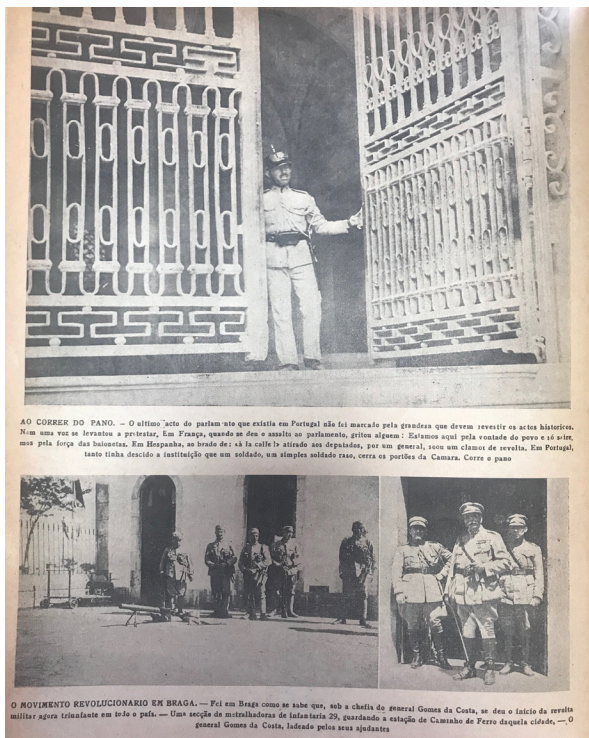 AO CORRER DO PANO. — O ultimo acto do parlam nto que existia em Portugal não fei marcado pela grandeza que devem revestir os actos historicos.
Nem uma voz se levantou a protestar. Em França, quando se deu o assalto ao parlamento, gritou alguem: Estamos aqui pela vontade do povo e só
mos pela força das baionetas. Em Hespanha, ao brado de: «À la calle!» atirado aos deputados, por um general, soou um clamor de revolta. Em Portugal,
tanto tinha descido a instituição que um soldado, um simples soldado raso, cerra os portões da Camara. Corre o pano
O MOVIMENTO REVOLUCIONARIO EM BRAGA. — Fei em Braga como se sabe que, sob a chefia do general Gomes da Costa, se deu o inicio da revolta
militar agora triunfante em todo o país. — Uma secção de metralhadoras de infantaria 29, guardando a estação de Caminho de Ferro daquela cidade, — O
general Gomes da Costa, ladeado pelos seus ajudantes